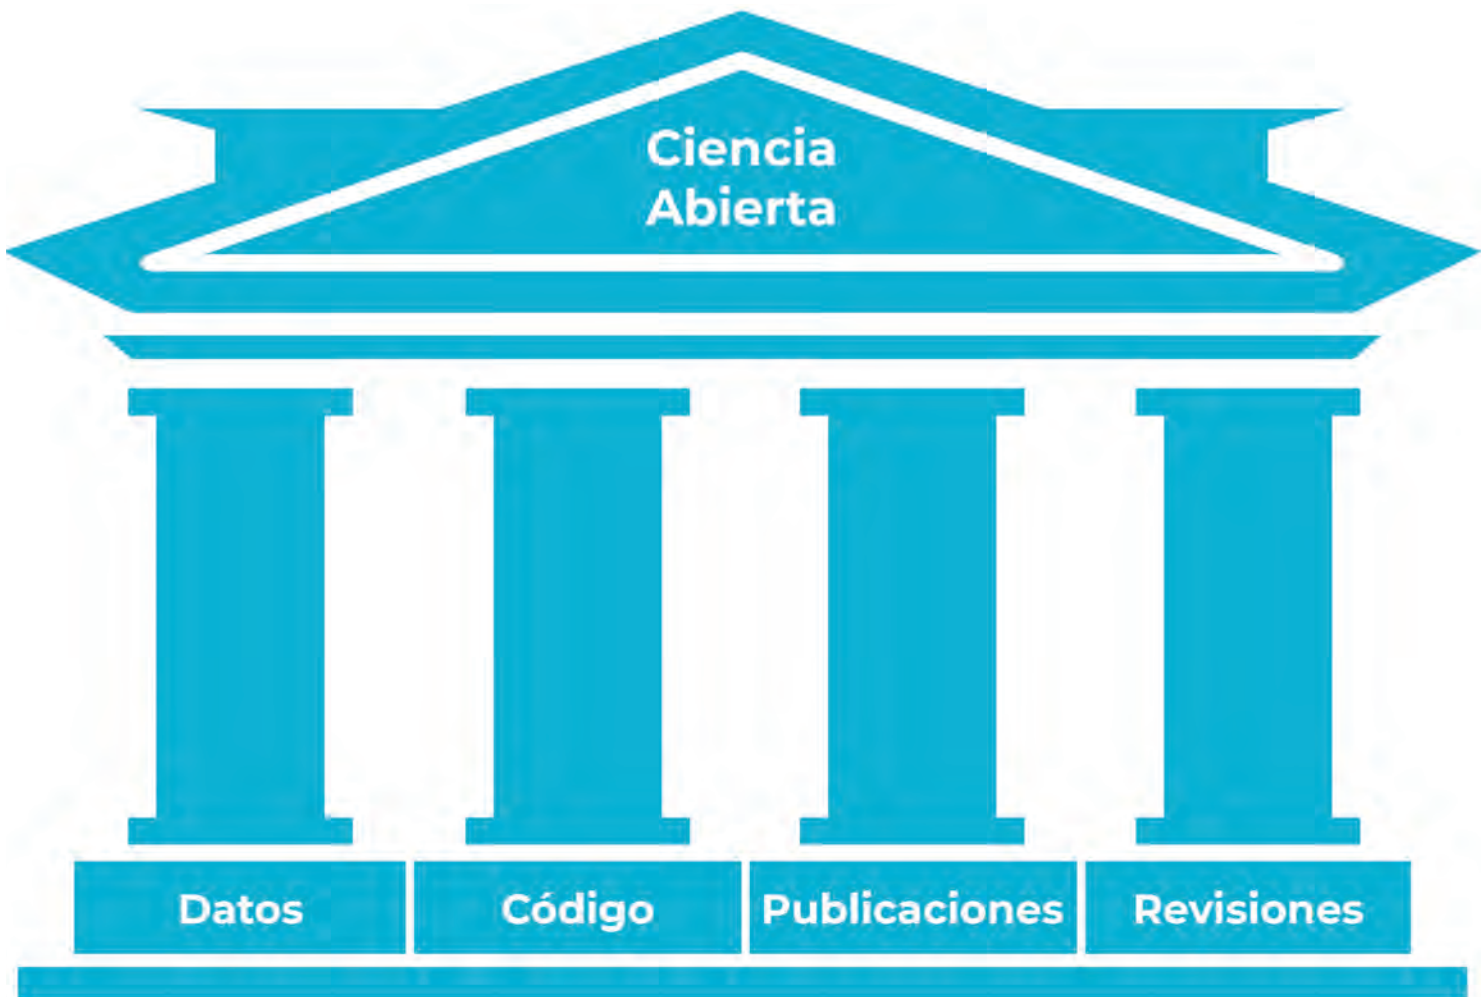 Ciencia
Abierta
Datos
Código
Publicaciones
Revisiones